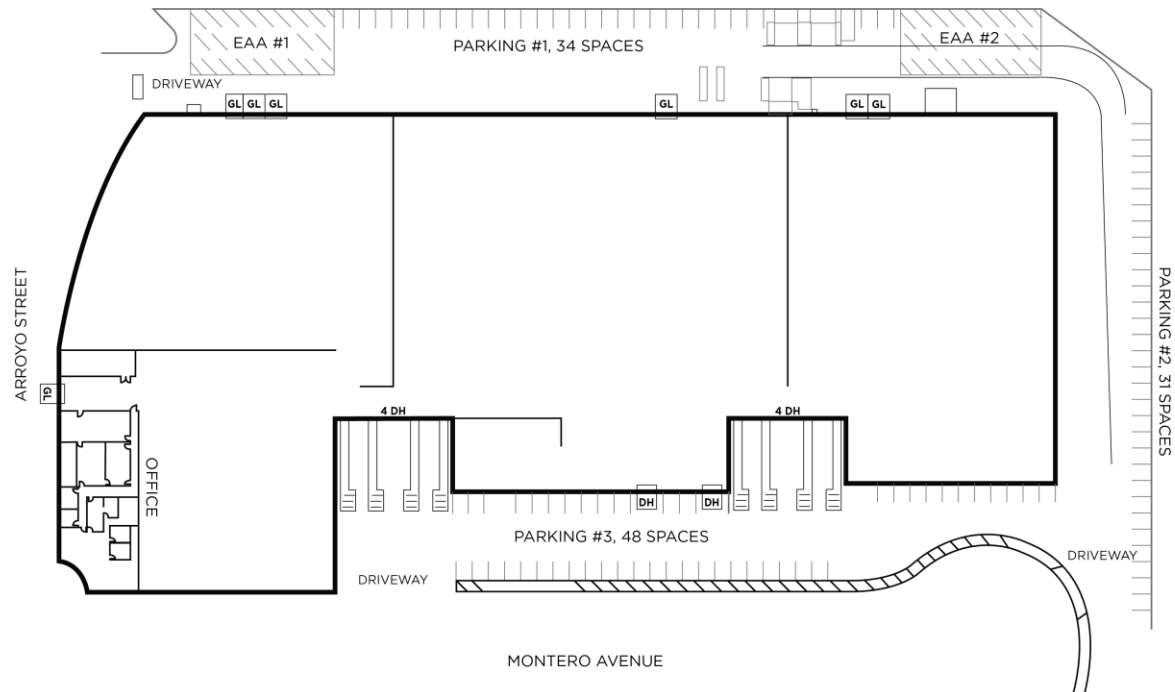 EAA #1
PARKING #1, 34 SPACES
EAA #2
DRIVEWAY
GL GL GL
GL
GL GL
ARROYO STREET
GL
OFFICE
4 DH
4 DH
DH
DH
PARKING #2, 31 SPACES
PARKING #3, 48 SPACES
DRIVEWAY
DRIVEWAY
MONTERO AVENUE